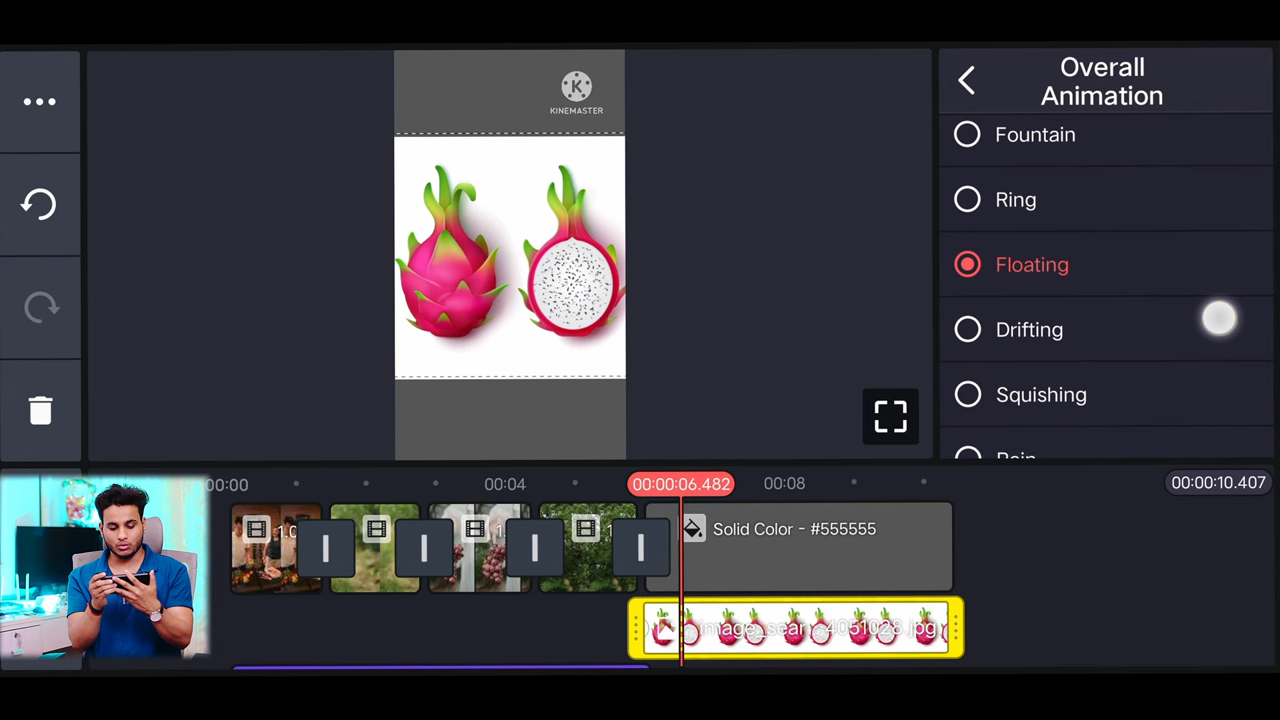 Overall
Animation
K
KINEMASTER
Fountain
Ring
Floating
Drifting
Squishing
Rain
00:00
00:04
00:00:06.482
00:08
00:00:10.407
Solid Color - #555555